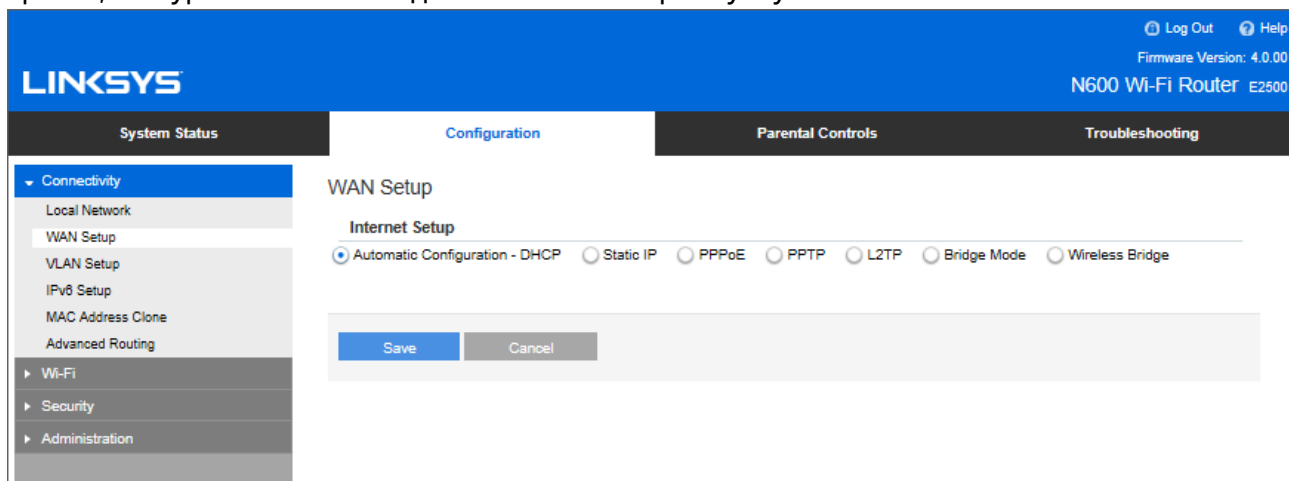 Log Out Help
Firmware Version: 4.0.00
LINKSYS
N600 Wi-Fi Router E2500
System Status Configuration Parental Controls Troubleshooting
Connectivity
Local Network
WAN Setup
VLAN Setup
IPv6 Setup
MAC Address Clone
Advanced Routing
Wi-Fi
Security
Administration
WAN Setup
Internet Setup
Automatic Configuration - DHCP Static IP PPPoE PPTP L2TP Bridge Mode Wireless Bridge
Save Cancel